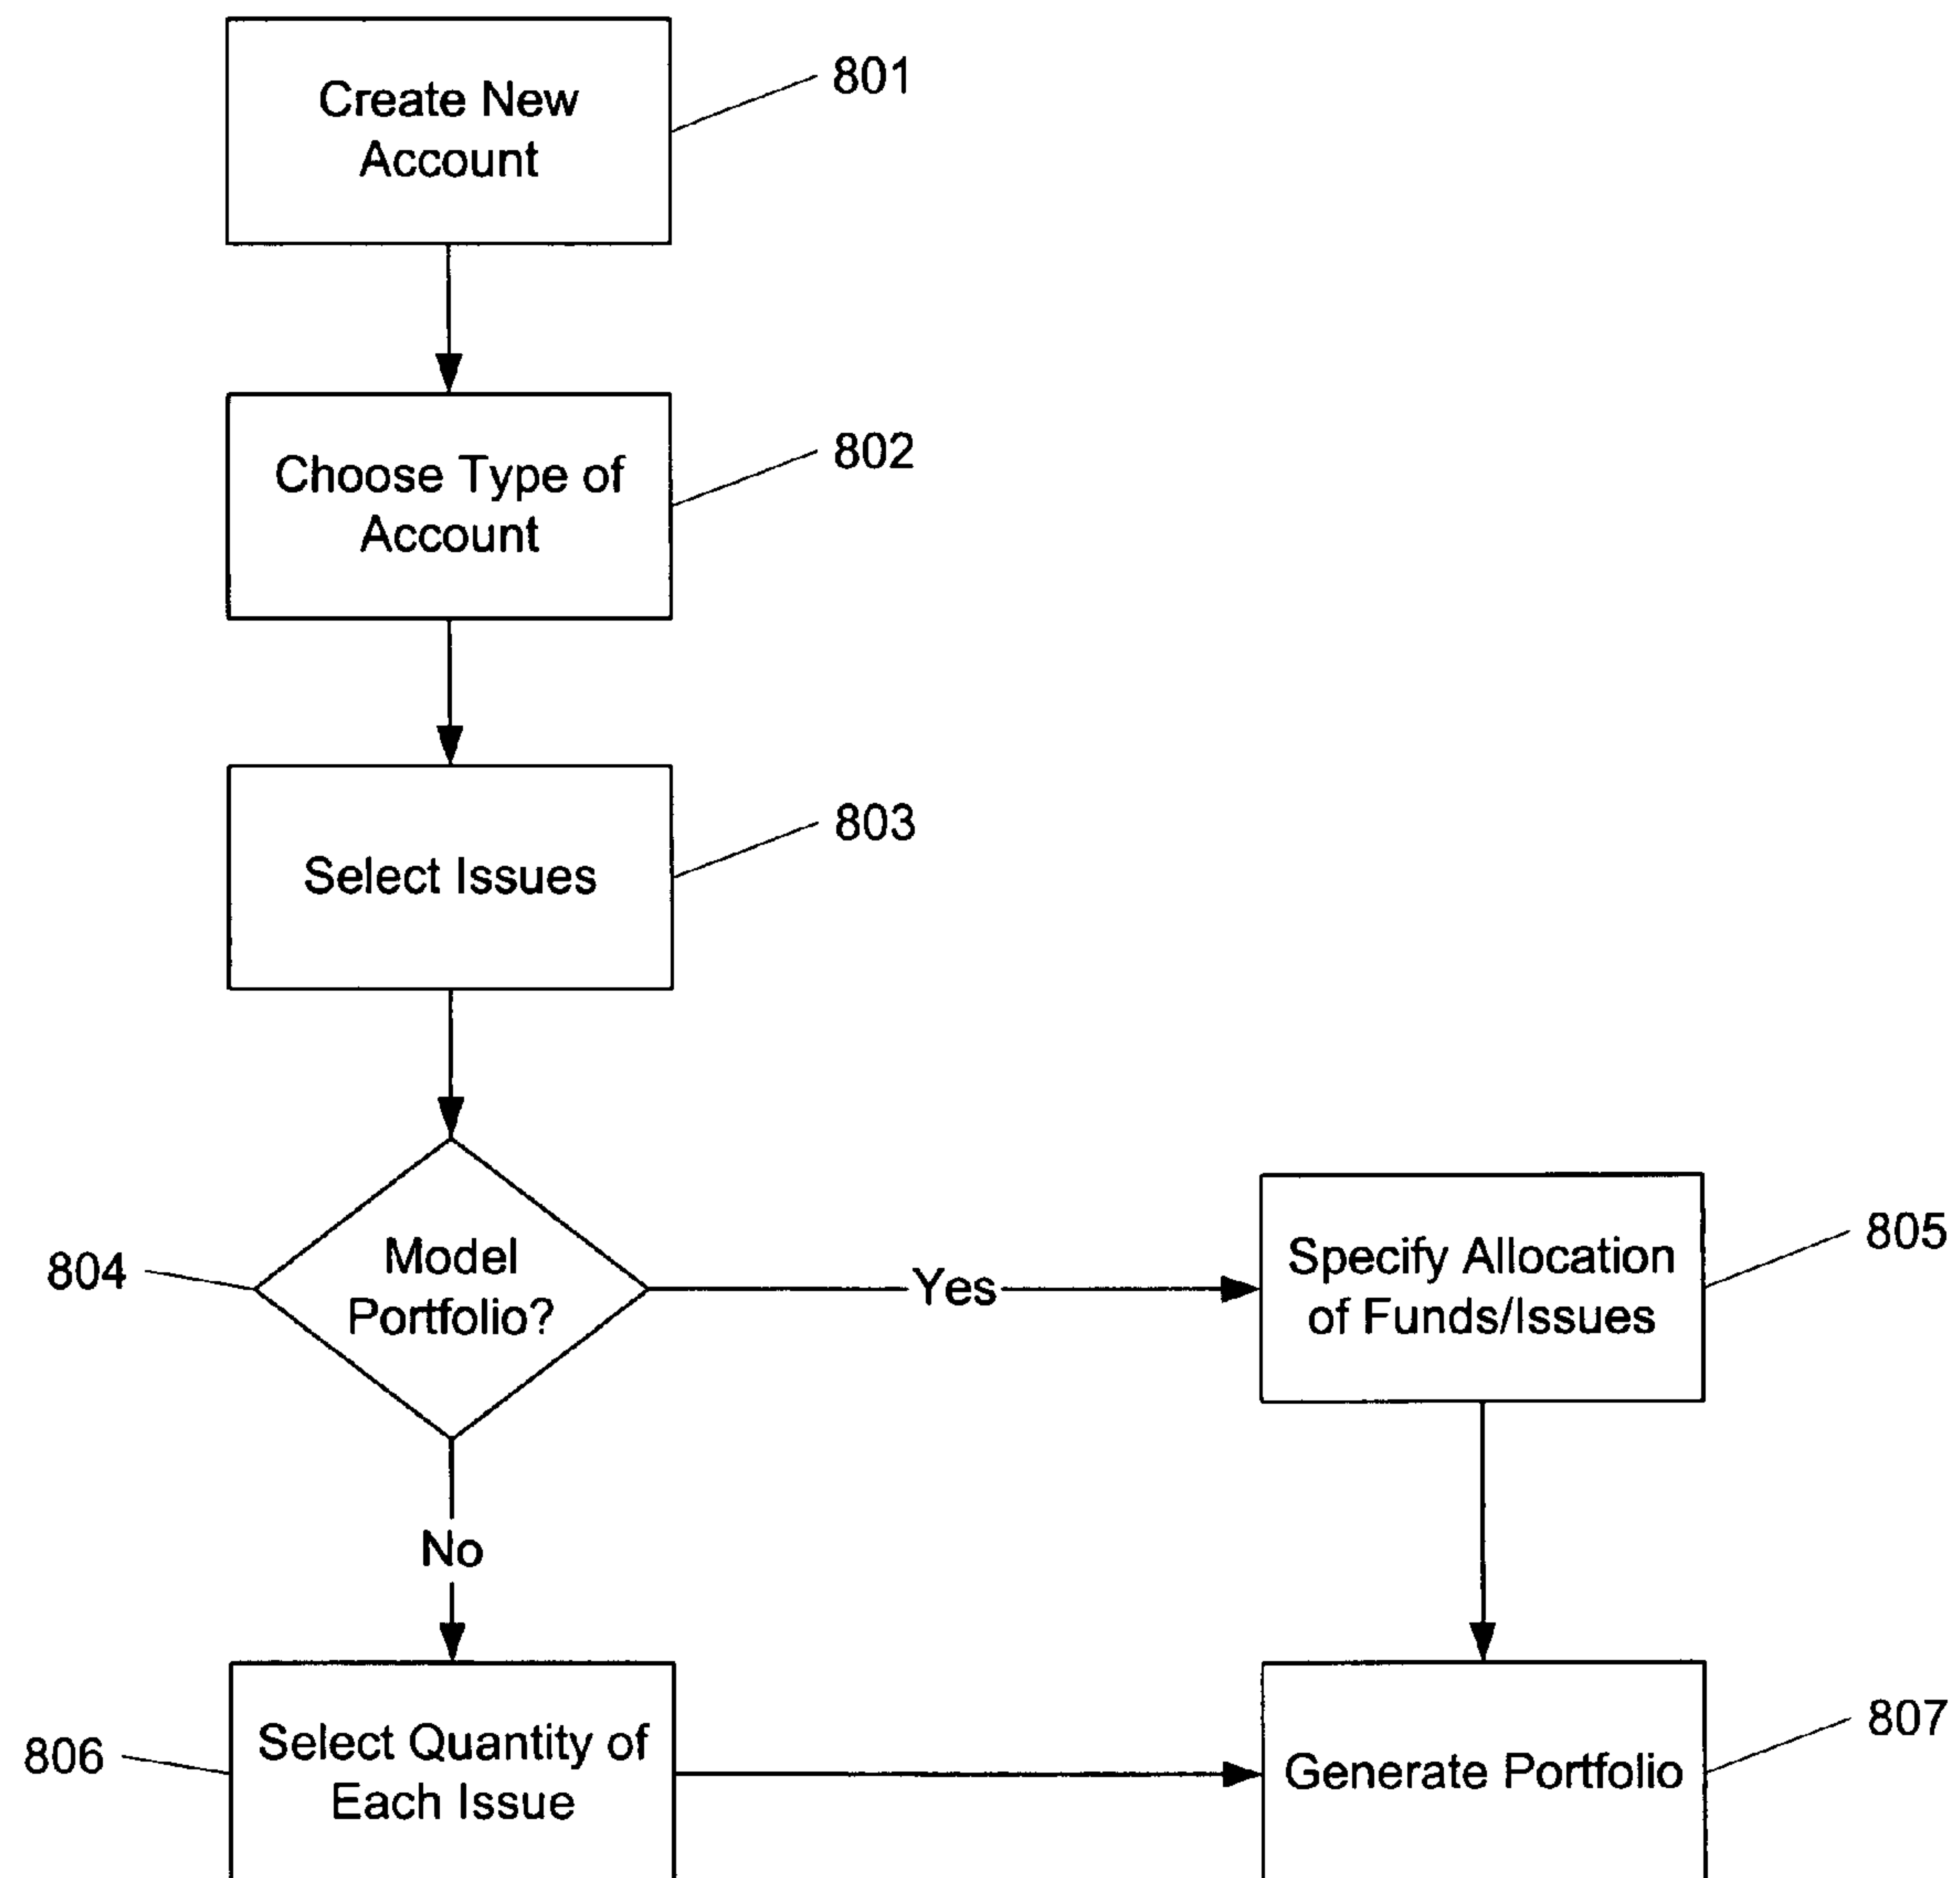 Create New
Account
801
Choose Type of
Account
802
Select Issues
803
804
Model
Portfolio?
Yes
Specify Allocation
of Funds/Issues
805
No
806
Select Quantity of
Each Issue
Generate Portfolio
807